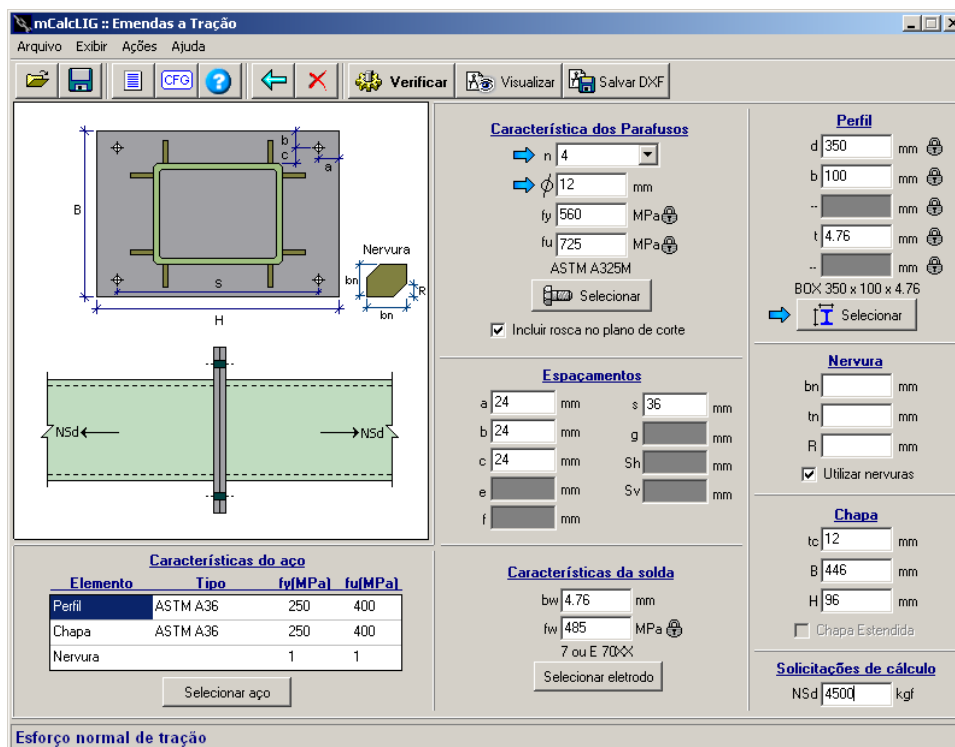 mCalcLIG :: Emendas a Tração
Arquivo Exibir Ações Ajuda
CFG ? Verificar Visualizar Salvar DXF
b
c
a
B
Nervura
bn
R
S
bn
H
NSd NSd
Características do aço
Elemento Tipo fy(MPa) fu(MPa)
Perfil ASTM A36 250 400
Chapa ASTM A36 250 400
Nervura 1 1
Selecionar aço
Característica dos Parafusos
n 4
ϕ 12 mm
fy 560 MPa
fu 725 MPa
ASTM A325M
Selecionar
Incluir rosca no plano de corte
Espaçamentos
a 24 mm s 36 mm
b 24 mm g mm
c 24 mm Sh mm
e mm Sv mm
f mm
Características da solda
bw 4.76 mm
fw 485 MPa
7 ou E 70XX
Selecionar eletrodo
Perfil
d 350 mm
b 100 mm
-- mm
t 4.76 mm
-- mm
BOX 350 x 100 x 4.76
Selecionar
Nervura
bn mm
tn mm
R mm
Utilizar nervuras
Chapa
tc 12 mm
B 446 mm
H 96 mm
Chapa Estendida
Solicitações de cálculo
NSd 4500 kgf
Esforço normal de tração